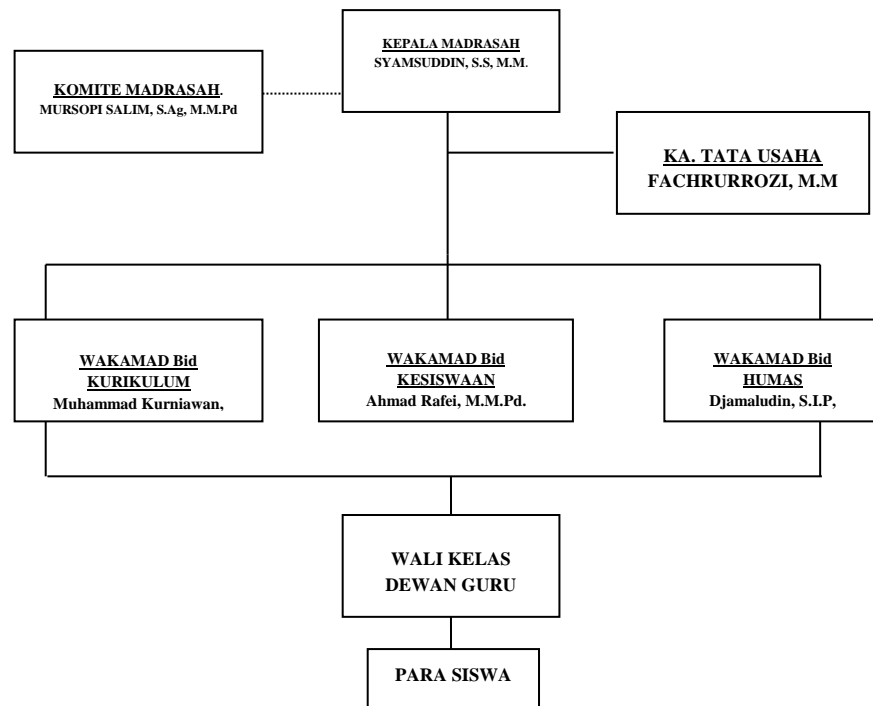 KEPALA MADRASAH
SYAMSUDDIN, S.S, M.M.
KOMITE MADRASAH.
MURSOPI SALIM, S.Ag, M.M.Pd
KA. TATA USAHA
FACHRURROZI, M.M
WAKAMAD Bid
KURIKULUM
Muhammad Kurniawan,
WAKAMAD Bid
KESISWAAN
Ahmad Rafei, M.M.Pd.
WAKAMAD Bid
HUMAS
Djamaludin, S.I.P,
WALI KELAS
DEWAN GURU
PARA SISWA